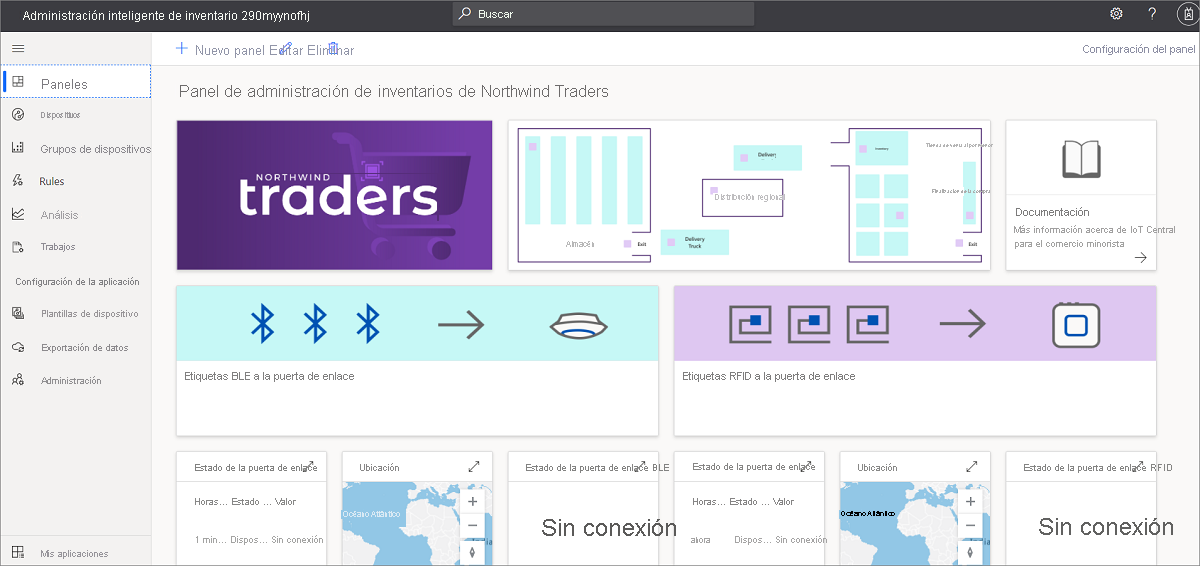 Administración inteligente de inventario 290myynofhj
Buscar
Nuevo panel Editar Eliminar
Configuración del panel
Paneles
Dispositivos
Grupos de dispositivos
Rules
Análisis
Trabajos
Configuración de la aplicación
Plantillas de dispositivo
Exportación de datos
Administración
Mis aplicaciones
Panel de administración de inventarios de Northwind Traders
NORTHWIND
traders
Almacén
Exit
Delivery
Distribución regional
Delivery
Truck
Inventory
Exit
Documentación
Más información acerca de IoT Central
para el comercio minorista
Etiquetas BLE a la puerta de enlace
Etiquetas RFID a la puerta de enlace
Estado de la puerta de enlace
Horas... Estado ... Valor
1 min... Dispos... Sin conexión
Ubicación
Océano Atlántico
Estado de la puerta de enlace BLE
Sin conexión
Estado de la puerta de enlace
Horas... Estado ... Valor
ahora Dispos... Sin conexión
Ubicación
Océano Atlántico
Estado de la puerta de enlace RFID
Sin conexión